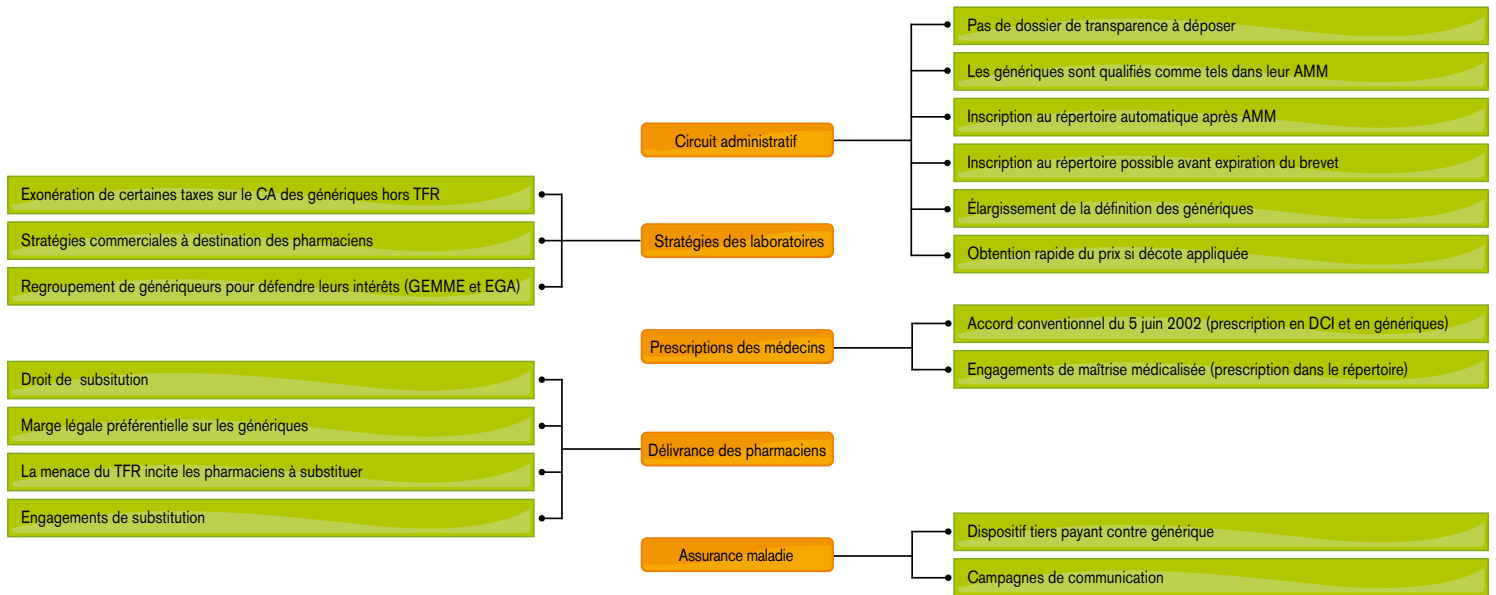 Circuit administratif
Pas de dossier de transparence à déposer
Les génériques sont qualifiés comme tels dans leur AMM
Inscription au répertoire automatique après AMM
Inscription au répertoire possible avant expiration du brevet
Élargissement de la définition des génériques
Obtention rapide du prix si décote appliquée
Stratégies des laboratoires
Exonération de certaines taxes sur le CA des génériques hors TFR
Stratégies commerciales à destination des pharmaciens
Regroupement de génériqueurs pour défendre leurs intérêts (GEMME et EGA)
Prescriptions des médecins
Accord conventionnel du 5 juin 2002 (prescription en DCI et en génériques)
Engagements de maîtrise médicalisée (prescription dans le répertoire)
Délivrance des pharmaciens
Droit de subsitution
Marge légale préférentielle sur les génériques
La menace du TFR incite les pharmaciens à substituer
Engagements de substitution
Assurance maladie
Dispositif tiers payant contre générique
Campagnes de communication